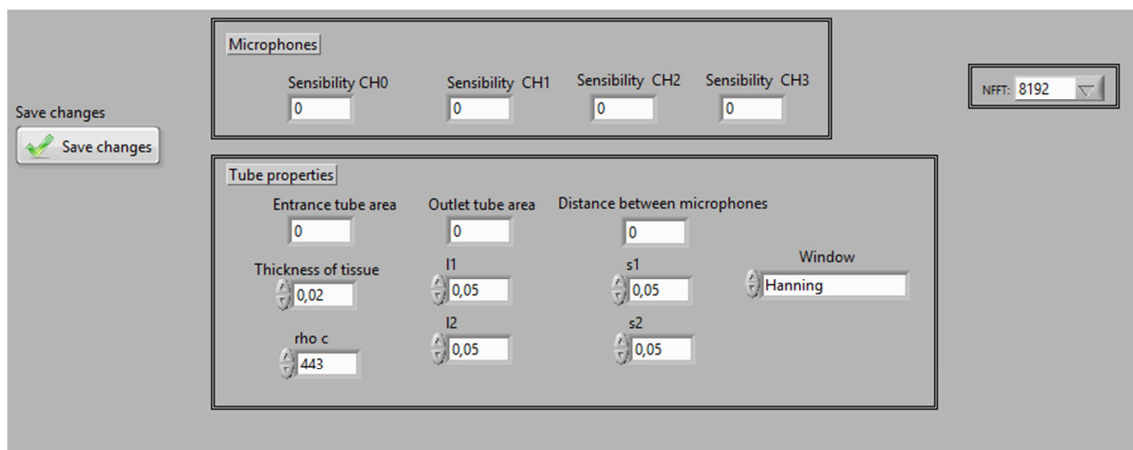 Microphones
Sensibility CH0 Sensibility CH1 Sensibility CH2 Sensibility CH3
0 0 0 0
NFFT: 8192
Save changes
Save changes
Tube properties
Entrance tube area Outlet tube area Distance between microphones
0 0 0
Thickness of tissue l1 s1 Window
0,02 0,05 0,05 Hanning
rho c l2 s2
443 0,05 0,05